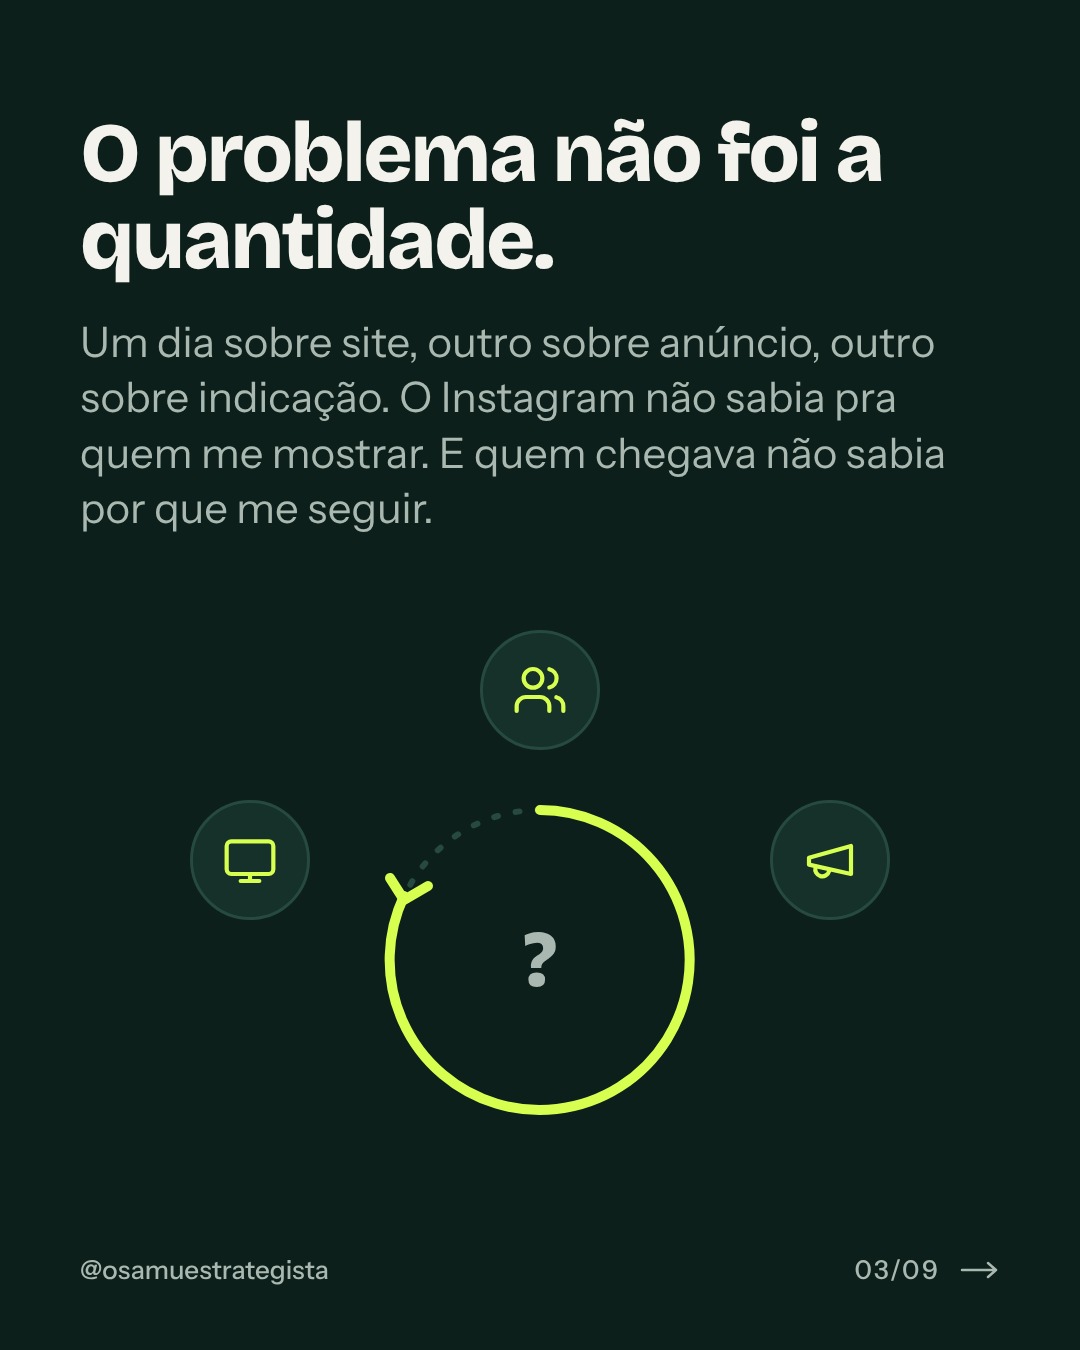 O problema não foi a
quantidade.
Um dia sobre site, outro sobre anúncio, outro
sobre indicação. O Instagram não sabia pra
quem me mostrar. E quem chegava não sabia
por que me seguir.
?
@osamuestrategista
03/09